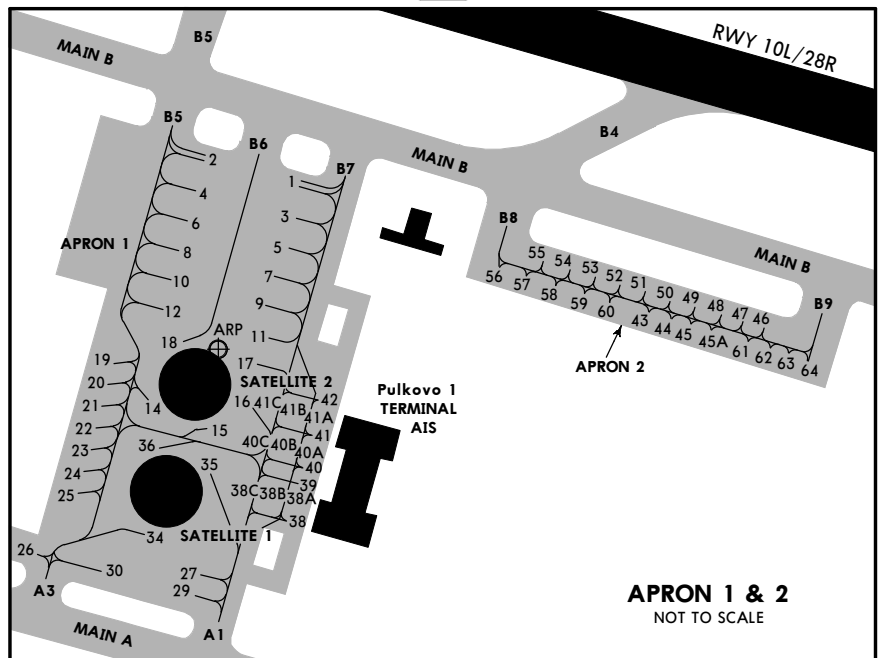 B5
RWY 10L/28R
MAIN B
B5
B6
B4
2
MAIN B
B7
1
4
3
B8
6
APRON 1
8
5
MAIN B
55
54
53
52
51
50
49
48
47
46
B9
56
57
58
59
60
43
44
45
45A
61
62
63
64
APRON 2
10
7
12
9
ARP
18
11
19
17
SATELLITE 2
20
Pulkovo 1
TERMINAL
AIS
21
14
16
41C
41B
42
41A
22
15
41
36
40C
40B
40A
23
35
40
24
39
25
38C
38B
38A
38
34
SATELLITE 1
26
30
27
29
A3
A1
MAIN A
APRON 1 & 2
NOT TO SCALE